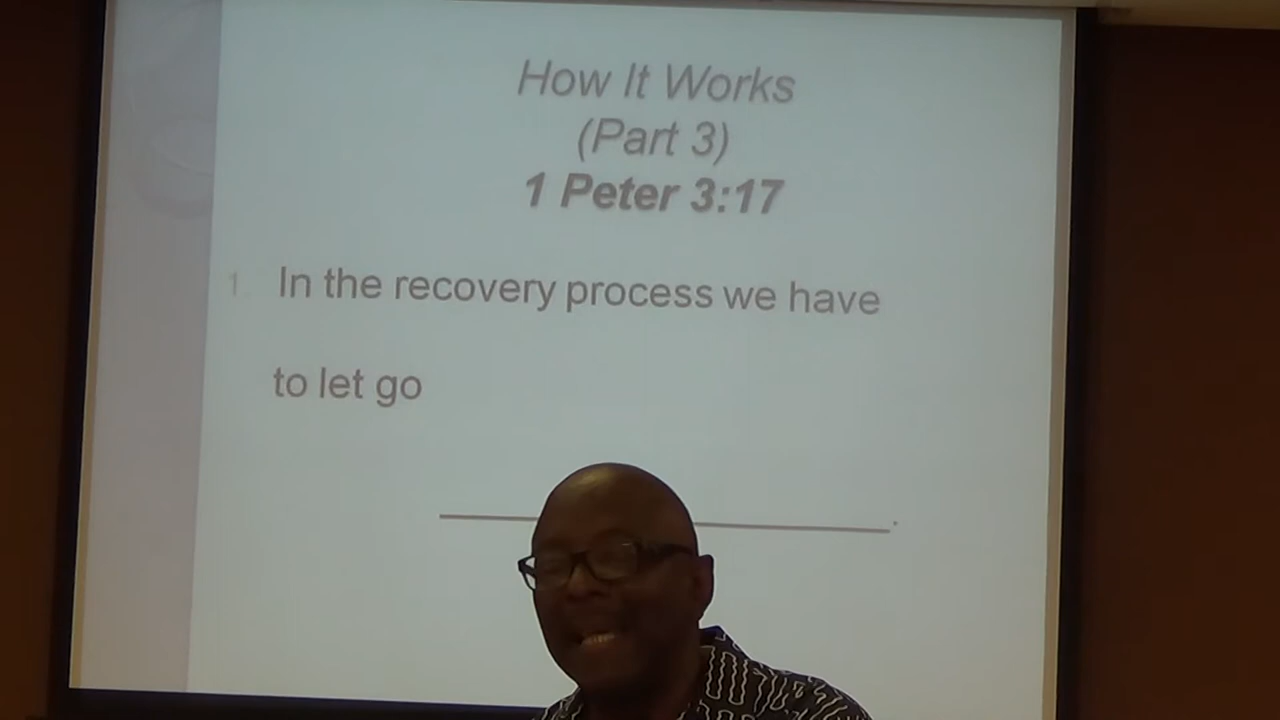 How It Works
(Part 3)
1 Peter 3:17
1. In the recovery process we have
to let go
.